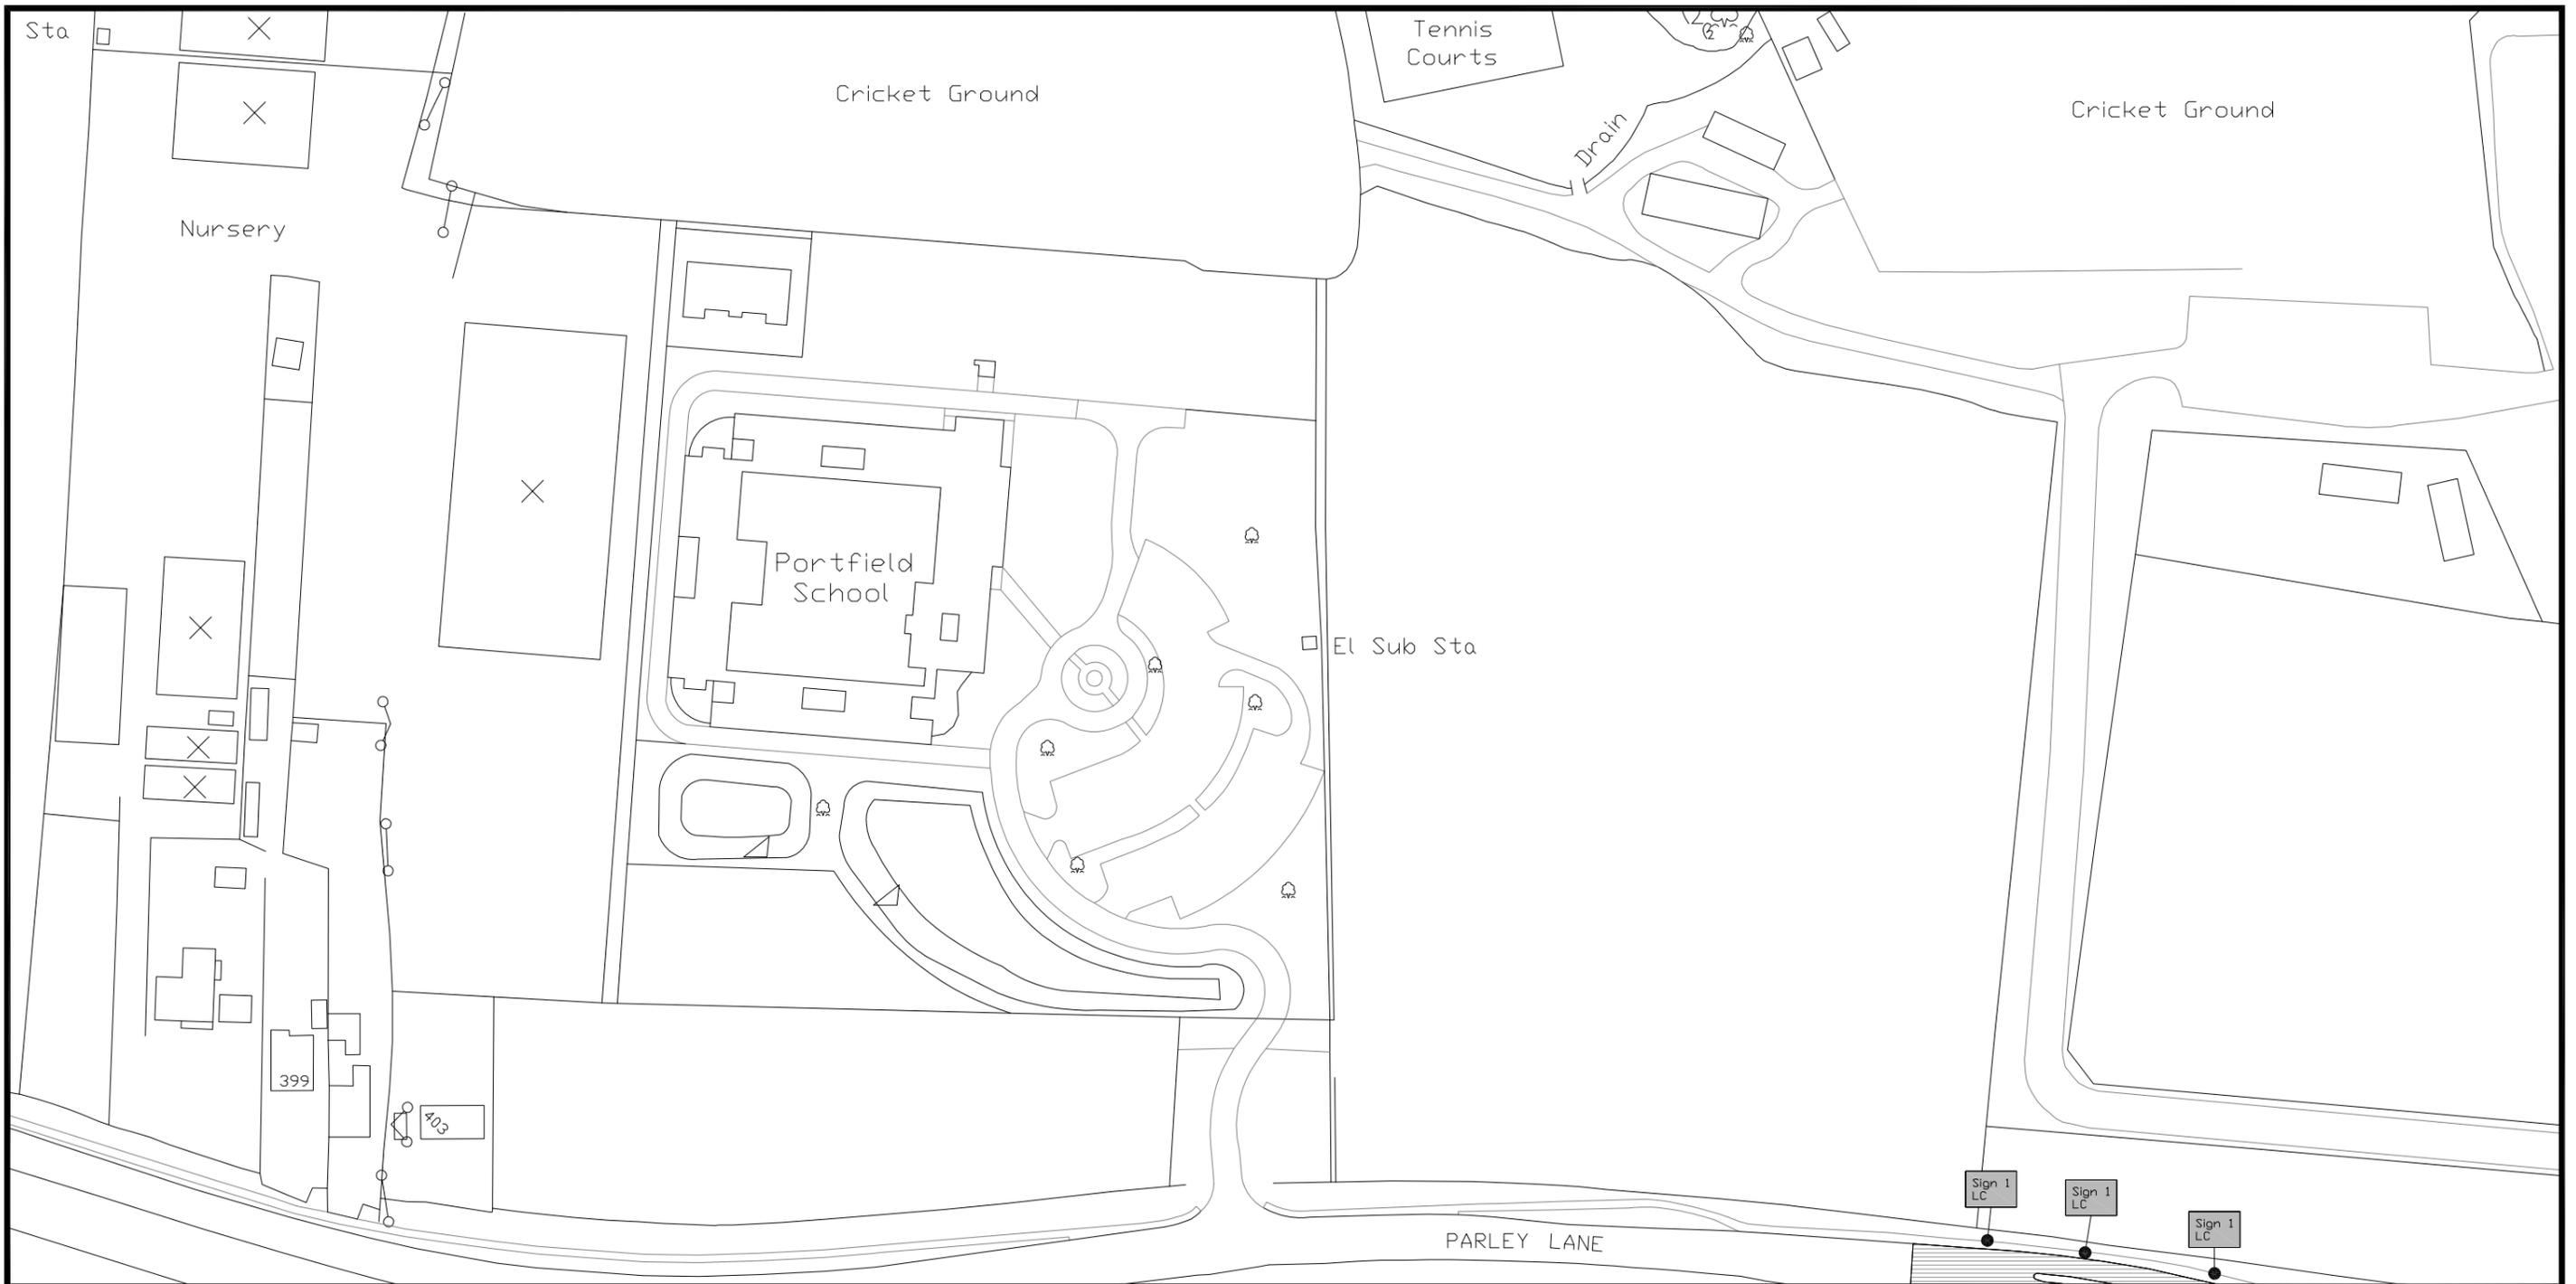 Sta
Tennis
Courts
Cricket Ground
Cricket Ground
Drain
Nursery
Portfield
School
El Sub Sta
399
403
Sign 1
LC
Sign 1
LC
Sign 1
LC
PARLEY LANE